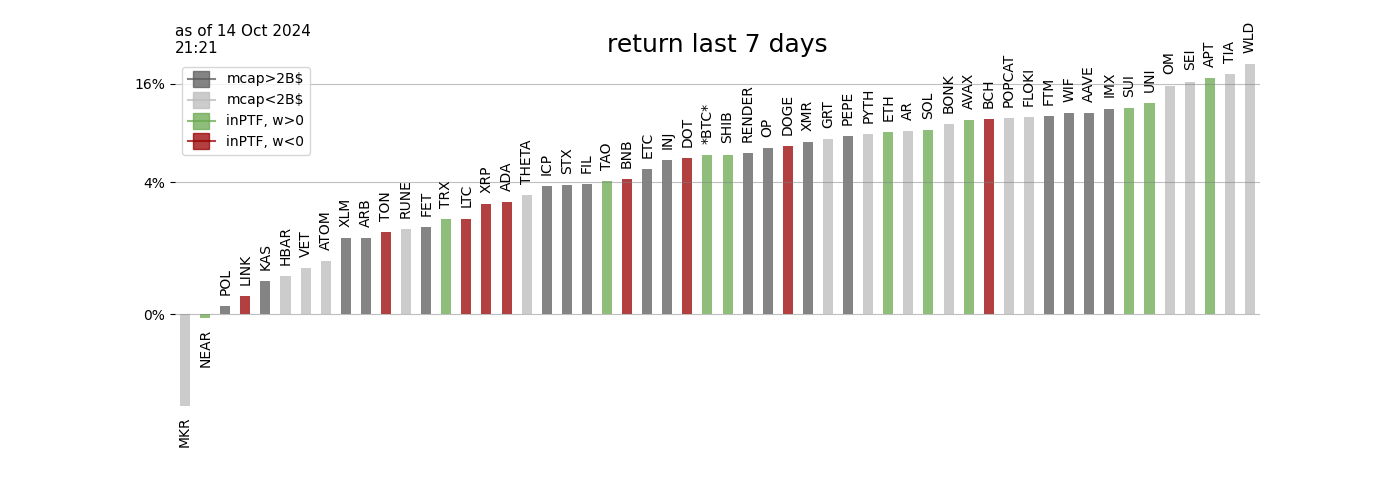 as of 14 Oct 2024
21:21
return last 7 days
mcap>2B$
mcap<2B$
inPTF, w>0
inPTF, w<0
16%
4%
0%
MKR
NEAR
POL
LINK
KAS
HBAR
VET
ATOM
XLM
ARB
TON
RUNE
FET
TRX
LTC
XRP
ADA
THETA
ICP
STX
FIL
TAO
BNB
ETC
INJ
DOT
*BTC*
SHIB
RENDER
OP
DOGE
XMR
GRT
PEPE
PYTH
ETH
AR
SOL
BONK
AVAX
BCH
POPCAT
FLOKI
FTM
WIF
AAVE
IMX
SUI
UNI
OM
SEI
APT
TIA
WLD